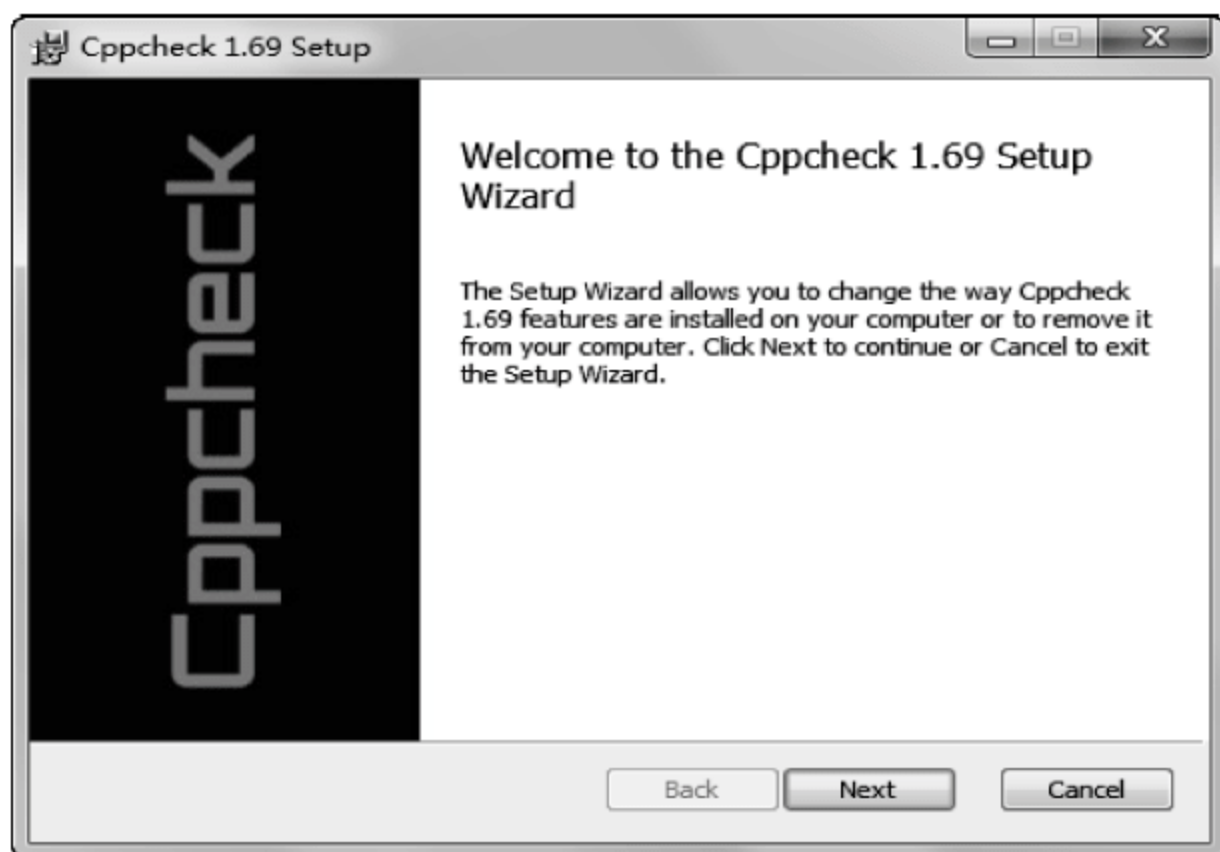 Cppcheck 1.69 Setup
Cppcheck
Welcome to the Cppcheck 1.69 Setup
Wizard
The Setup Wizard allows you to change the way Cppcheck
1.69 features are installed on your computer or to remove it
from your computer. Click Next to continue or Cancel to exit
the Setup Wizard.
Back
Next
Cancel